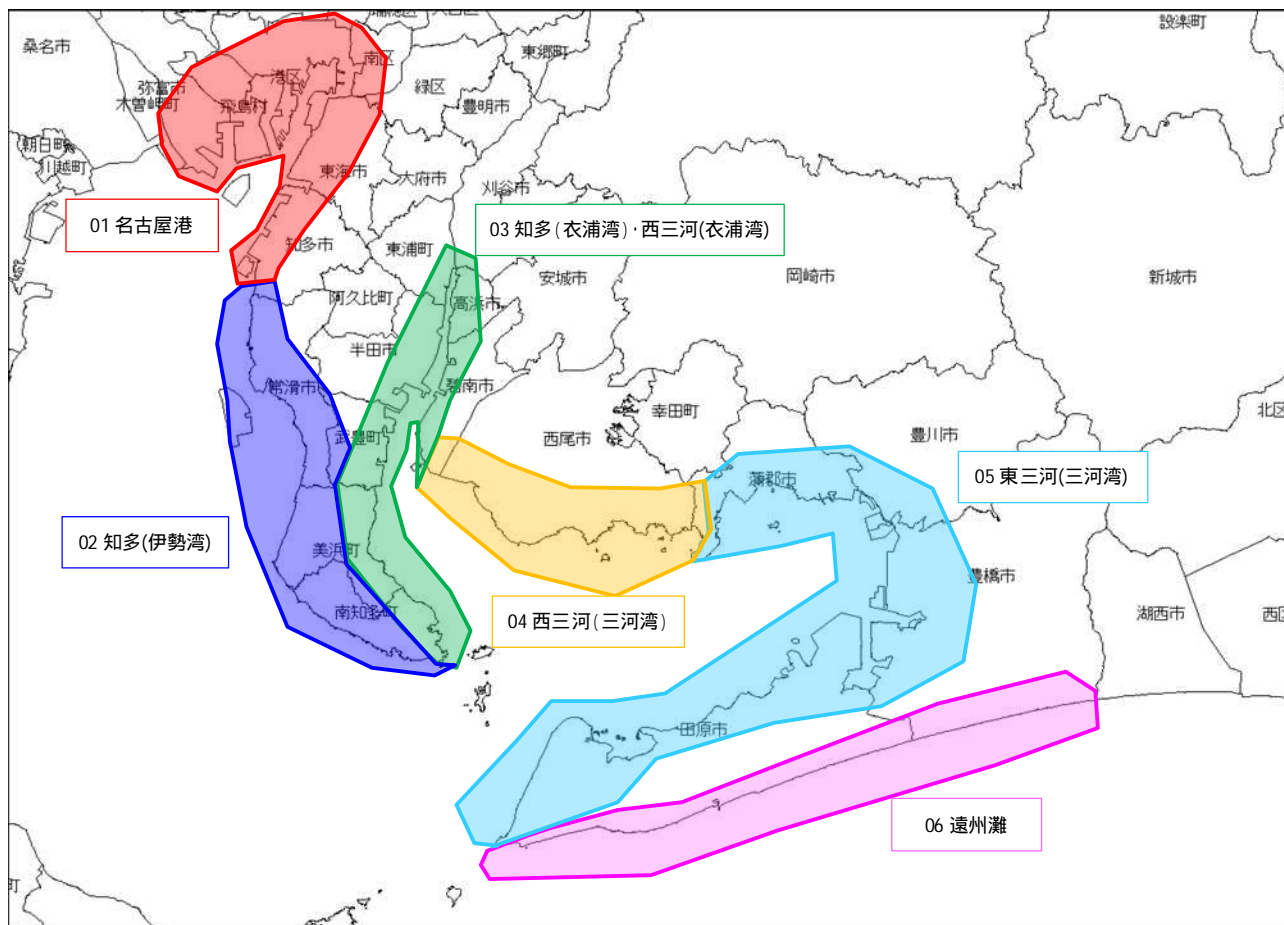 設楽町
桑名市
南区
東郷町
港区
緑区
弥富市
木曽岬町
飛島村
豊明市
朝日町
川越町
東海市
大府市
刈谷市
01 名古屋港
03 知多(衣浦湾)・西三河(衣浦湾)
知多市
東浦町
安城市
岡崎市
新城市
阿久比町
高浜市
半田市
常滑市
碧南市
幸田町
北区
武豊町
西尾市
豊川市
蒲郡市
05 東三河(三河湾)
02 知多(伊勢湾)
美浜町
豊橋市
南知多町
04 西三河(三河湾)
湖西市
西区
田原市
06 遠州灘
町